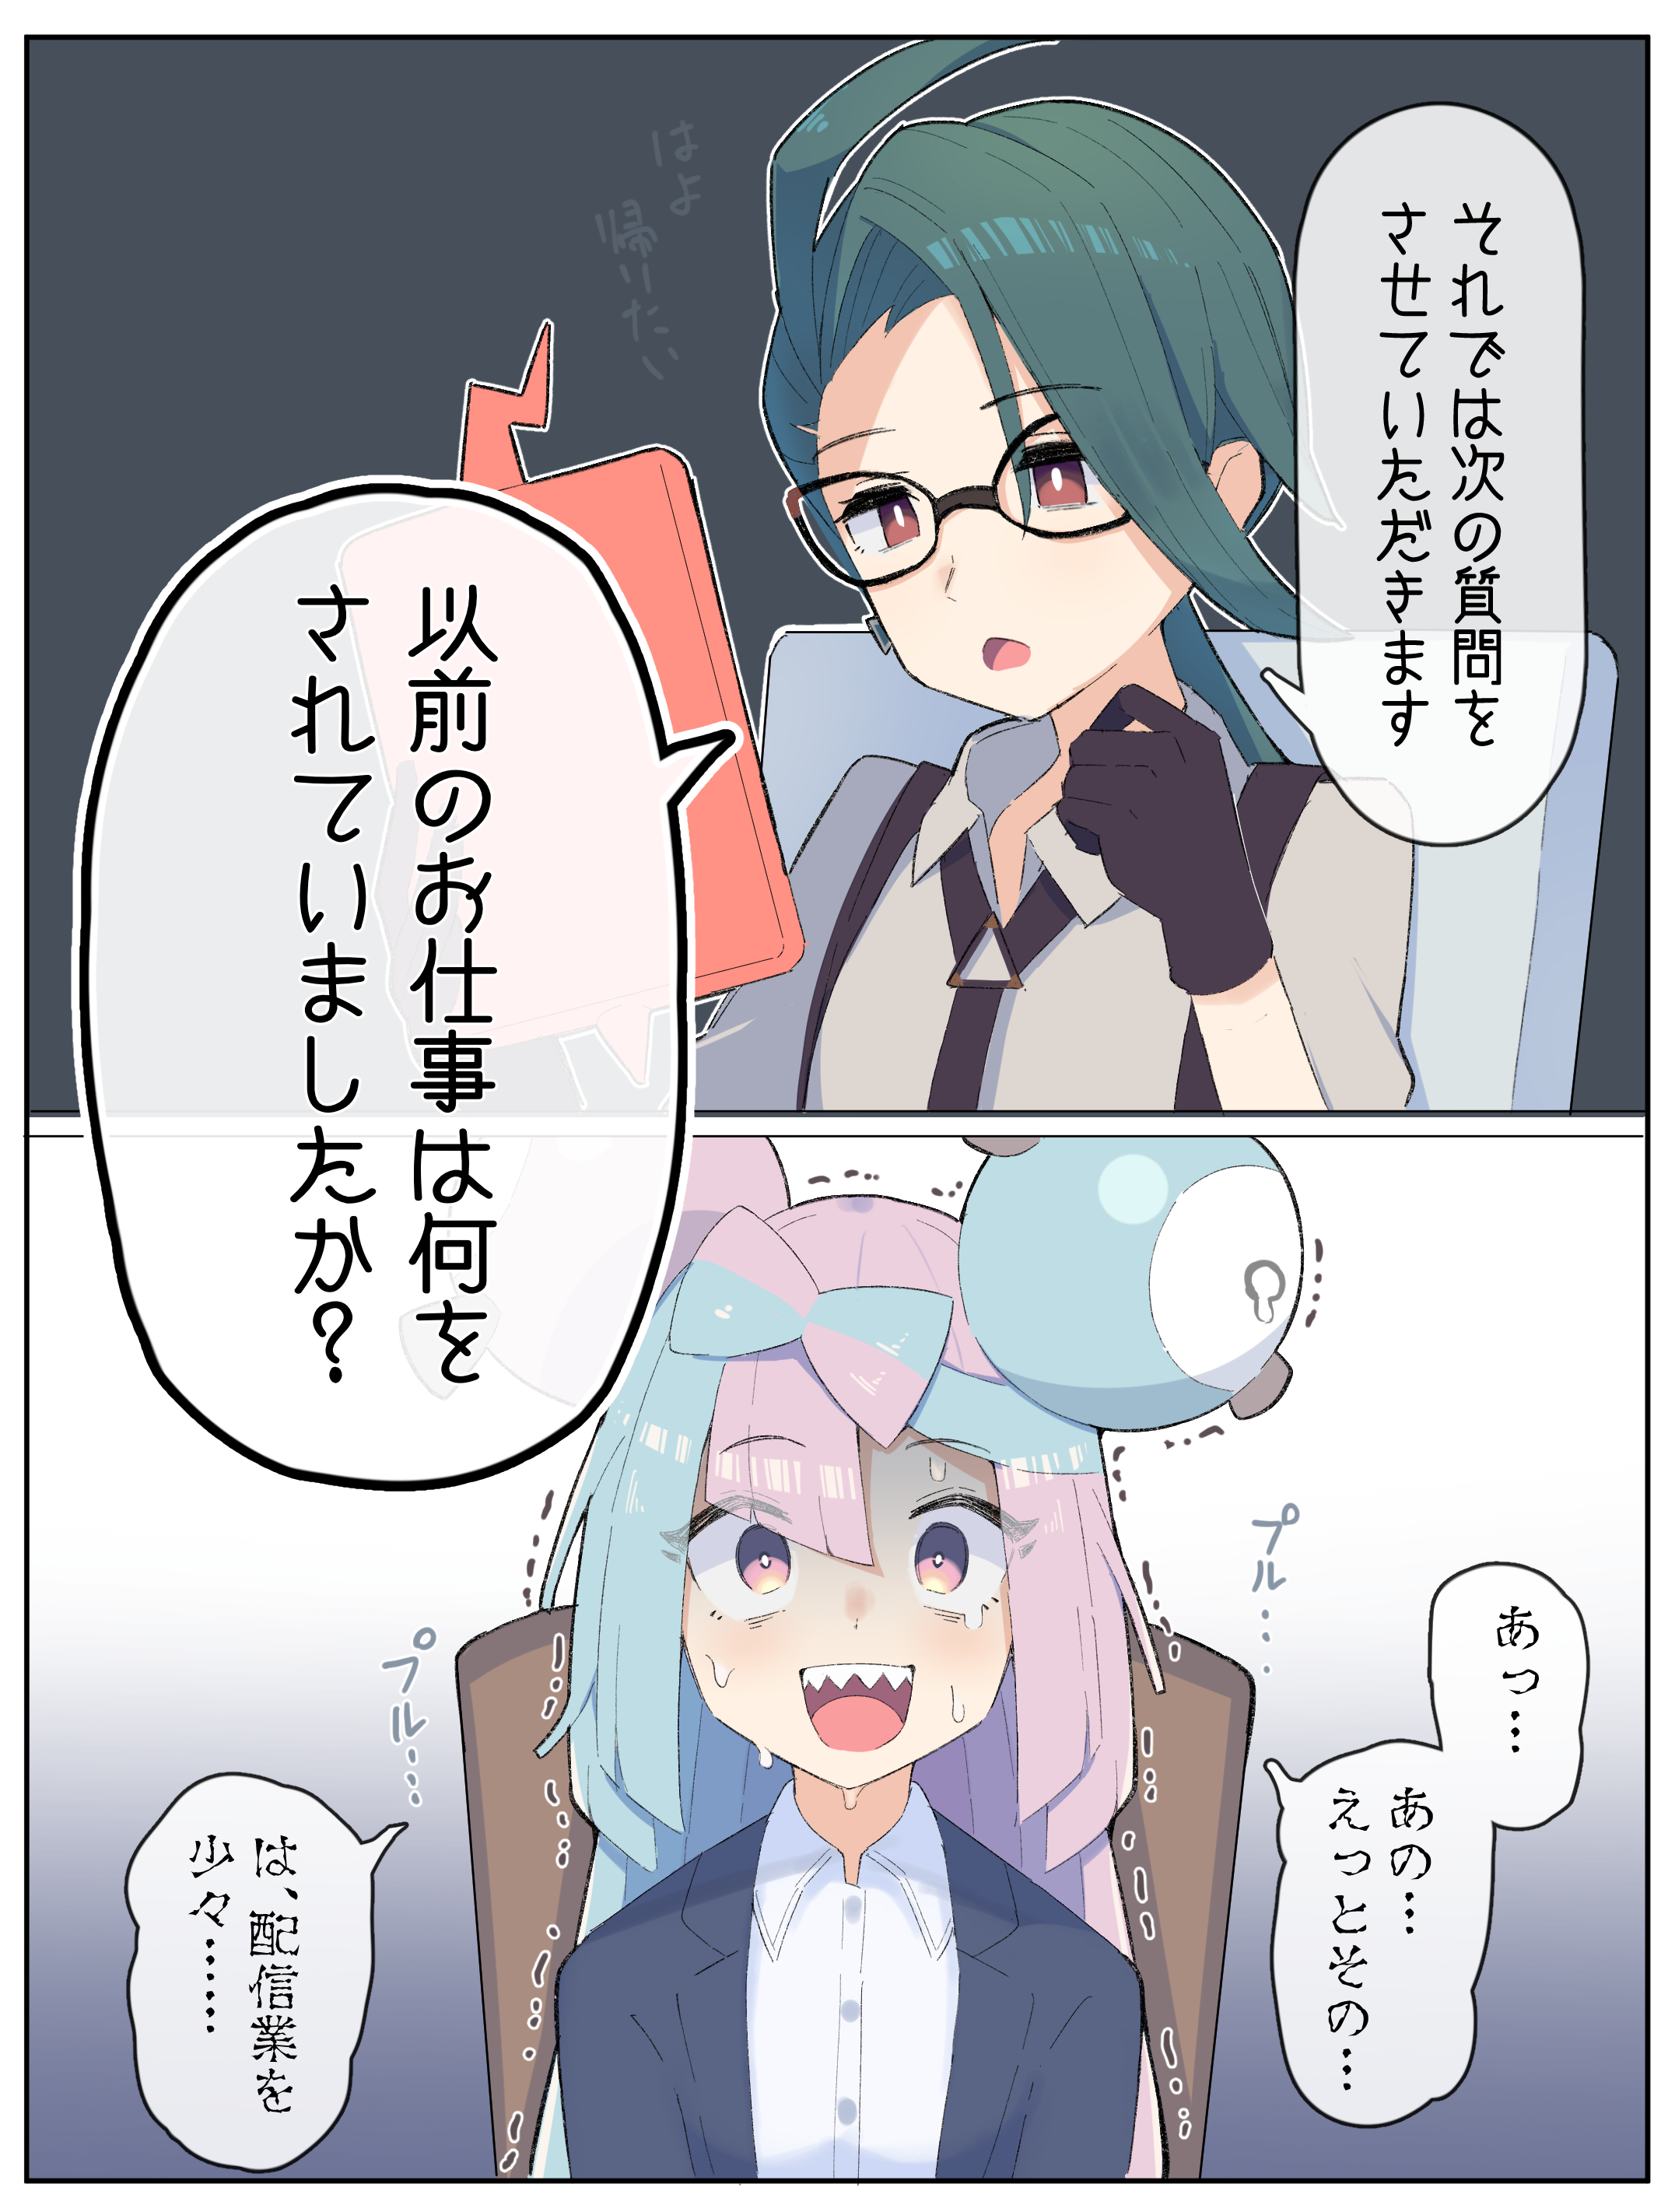 それでは次の質問を
させていただきます
はよ
帰りたい
以前のお仕事は何を
されていましたか?
あっ…
あの…
えっとその…
プル…
プル…
は、配信業を
少々……